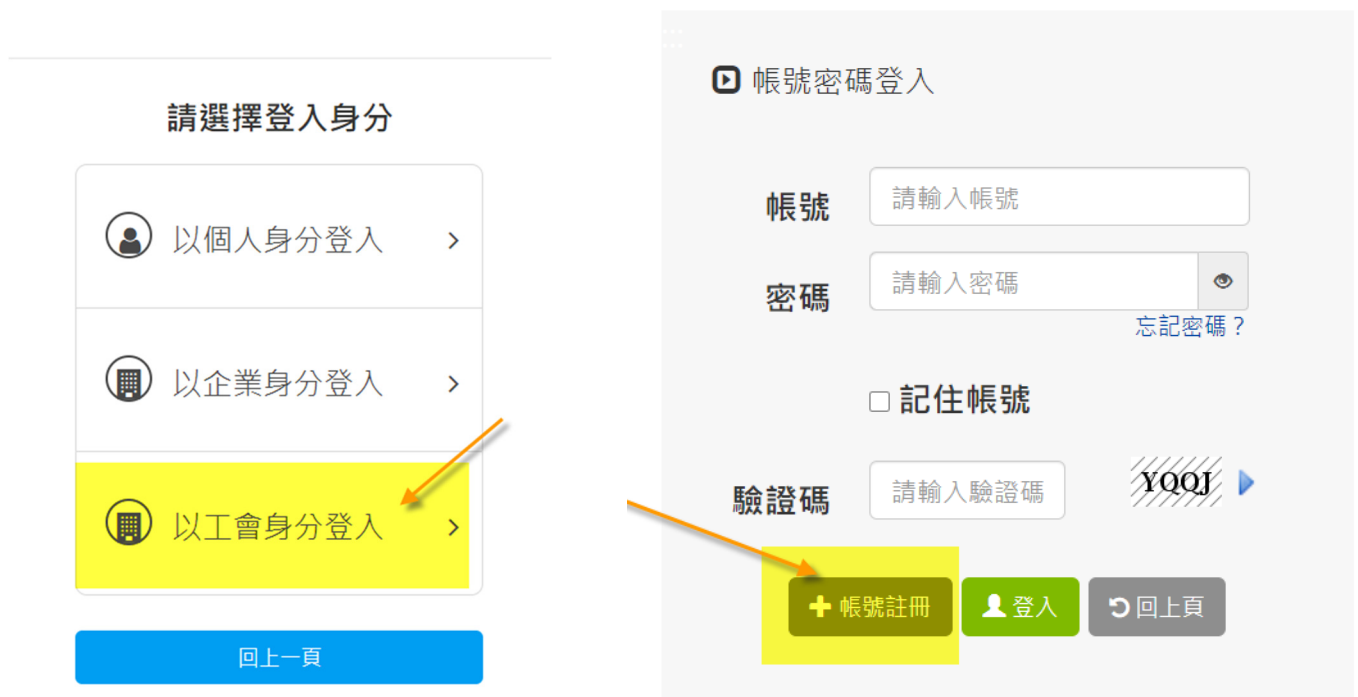 請選擇登入身分
以個人身分登入
以企業身分登入
以工會身分登入
回上一頁
帳號密碼登入
帳號 請輸入帳號
密碼 請輸入密碼
忘記密碼？
記住帳號
驗證碼 請輸入驗證碼 YQQJ
帳號註冊 登入 回上頁